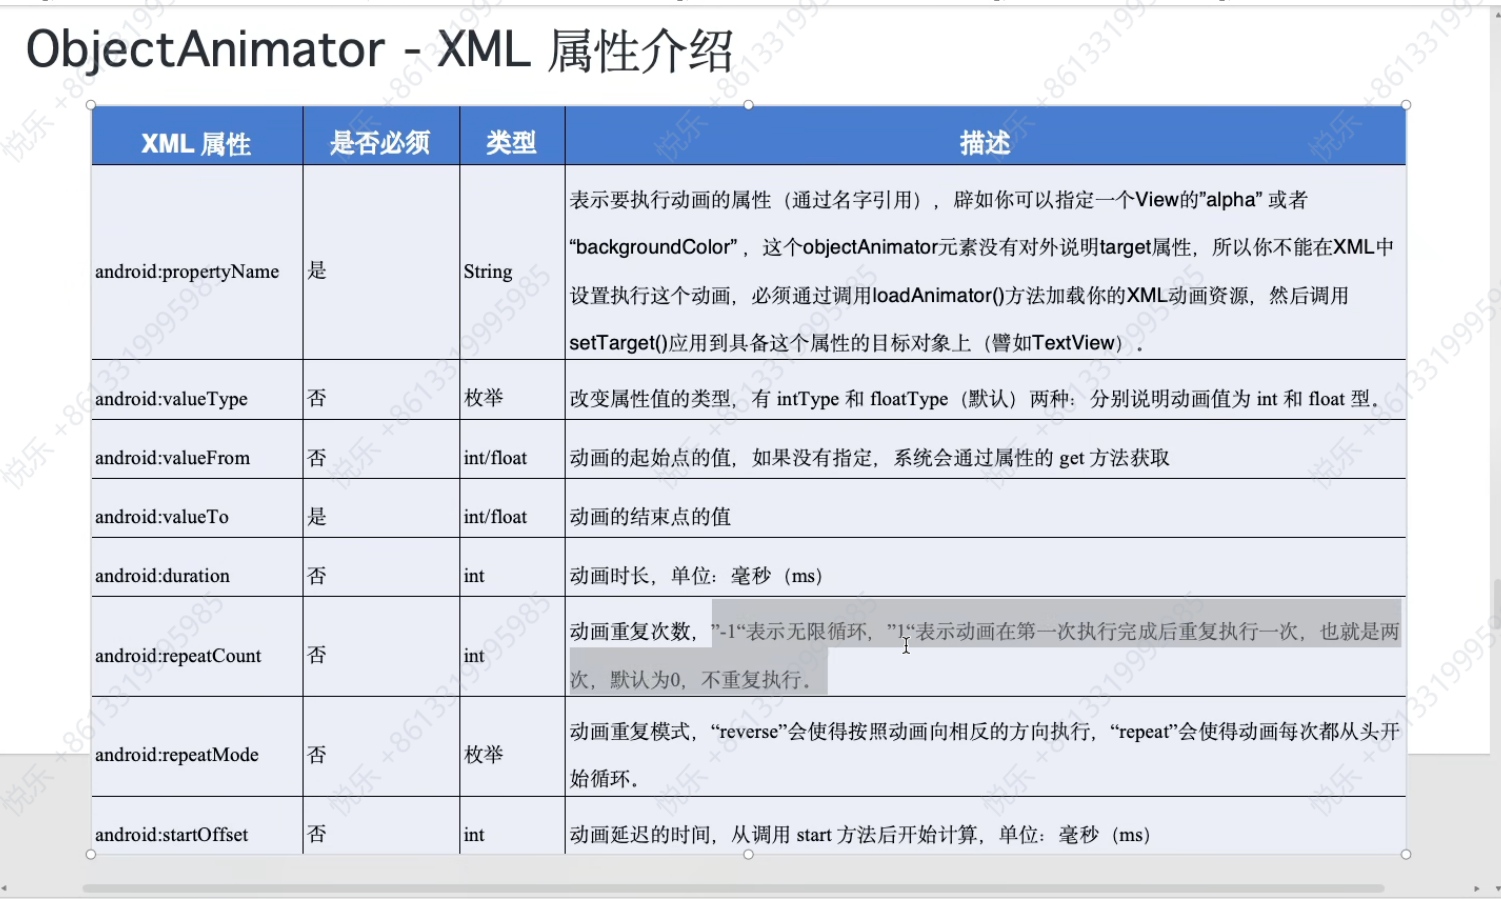 ObjectAnimator - XML 属性介绍
XML 属性
是否必须
类型
描述
android:propertyName
是
String
表示要执行动画的属性（通过名字引用），辟如你可以指定一个View的”alpha” 或者
“backgroundColor” ，这个objectAnimator元素没有对外说明target属性，所以你不能在XML中
设置执行这个动画，必须通过调用loadAnimator()方法加载你的XML动画资源，然后调用
setTarget()应用到具备这个属性的目标对象上（譬如TextView）。
android:valueType
否
枚举
改变属性值的类型，有 intType 和 floatType（默认）两种：分别说明动画值为 int 和 float 型。
android:valueFrom
否
int/float
动画的起始点的值，如果没有指定，系统会通过属性的 get 方法获取
android:valueTo
是
int/float
动画的结束点的值
android:duration
否
int
动画时长，单位：毫秒（ms）
android:repeatCount
否
int
动画重复次数，”-1“表示无限循环，”1“表示动画在第一次执行完成后重复执行一次，也就是两
次，默认为0，不重复执行。
android:repeatMode
否
枚举
动画重复模式，“reverse”会使得按照动画向相反的方向执行，“repeat”会使得动画每次都从头开
始循环。
android:startOffset
否
int
动画延迟的时间，从调用 start 方法后开始计算，单位：毫秒（ms）
悦乐 +8613319995985